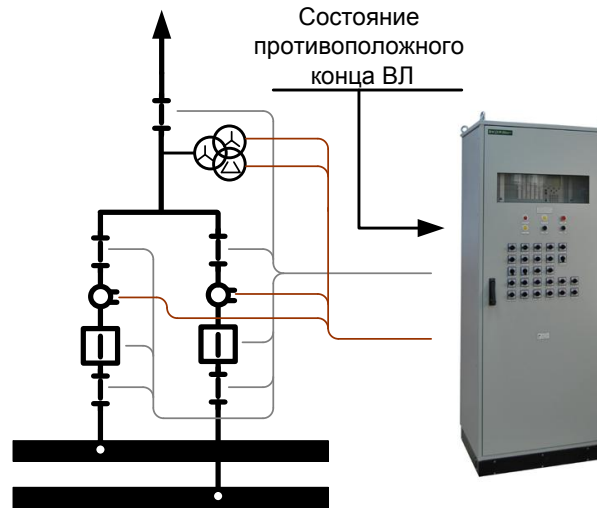 Состояние
противоположного
конца ВЛ